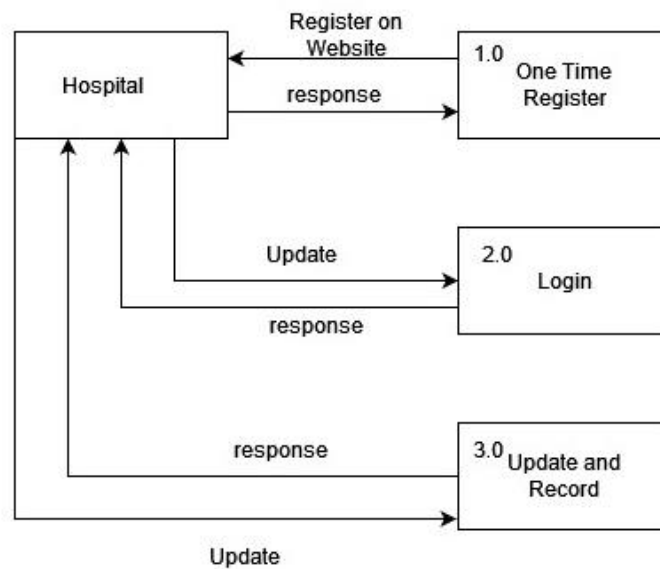 Register on
Website
1.0
One Time
Register
Hospital
response
2.0
Login
Update
response
3.0
Update and
Record
response
Update